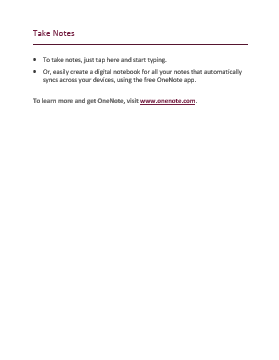 Take Notes
• To take notes, just tap here and start typing.
• Or, easily create a digital notebook for all your notes that automatically
syncs across your devices, using the free OneNote app.
To learn more and get OneNote, visit www.onenote.com.